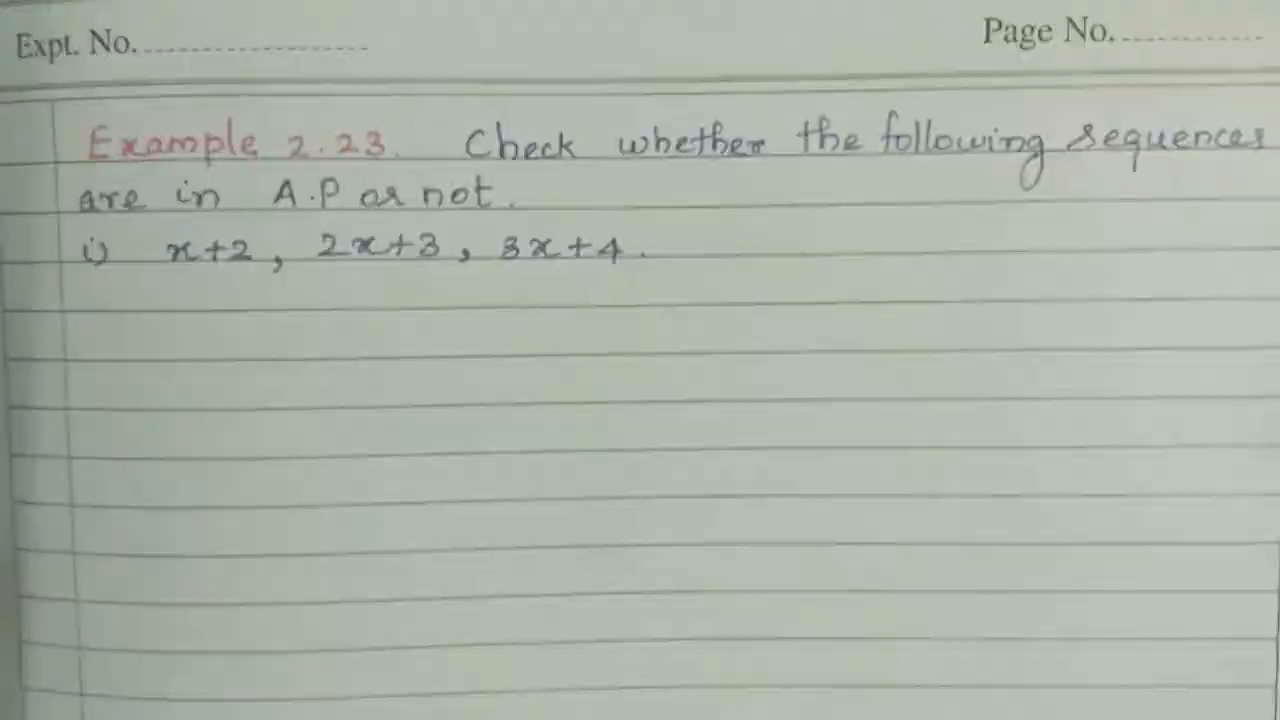 Expt. No. Page No.
Example 2.23. Check whether the following sequences
are in A.P or not.
i) x+2, 2x+3, 3x+4.